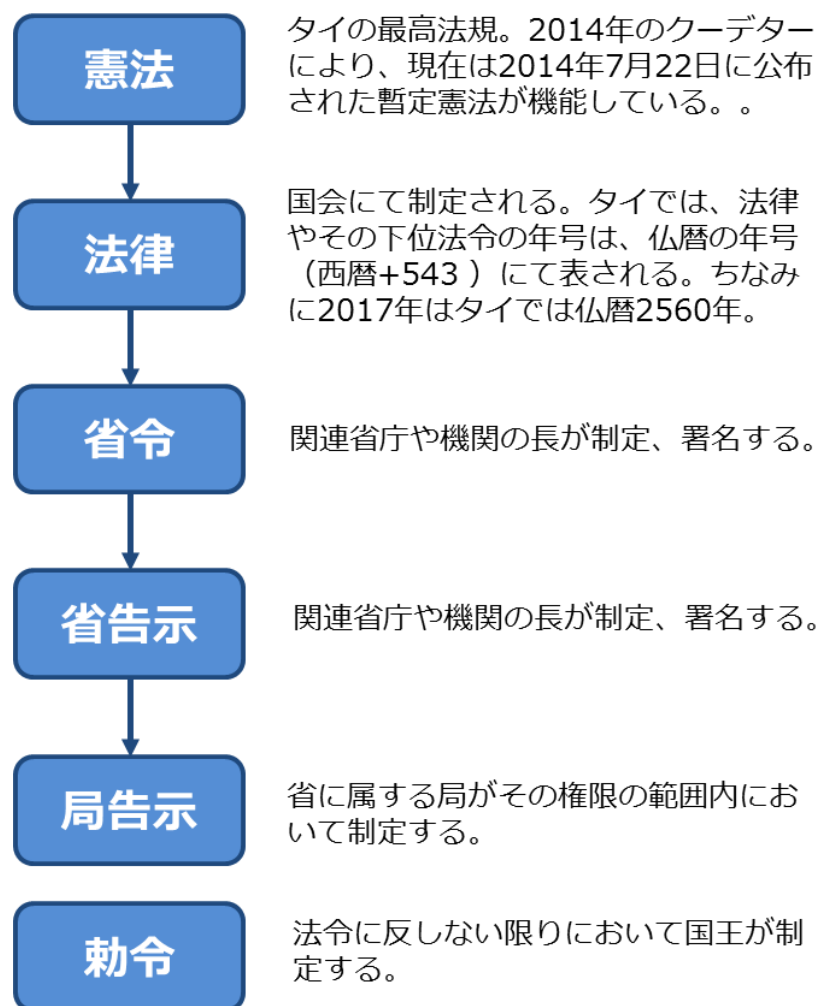 憲法
タイの最高法規。2014年のクーデター
により、現在は2014年7月22日に公布
された暫定憲法が機能している。。
法律
国会にて制定される。タイでは、法律
やその下位法令の年号は、仏暦の年号
（西暦+543 ）にて表される。ちなみ
に2017年はタイでは仏暦2560年。
省令
関連省庁や機関の長が制定、署名する。
省告示
関連省庁や機関の長が制定、署名する。
局告示
省に属する局がその権限の範囲内にお
いて制定する。
勅令
法令に反しない限りにおいて国王が制
定する。